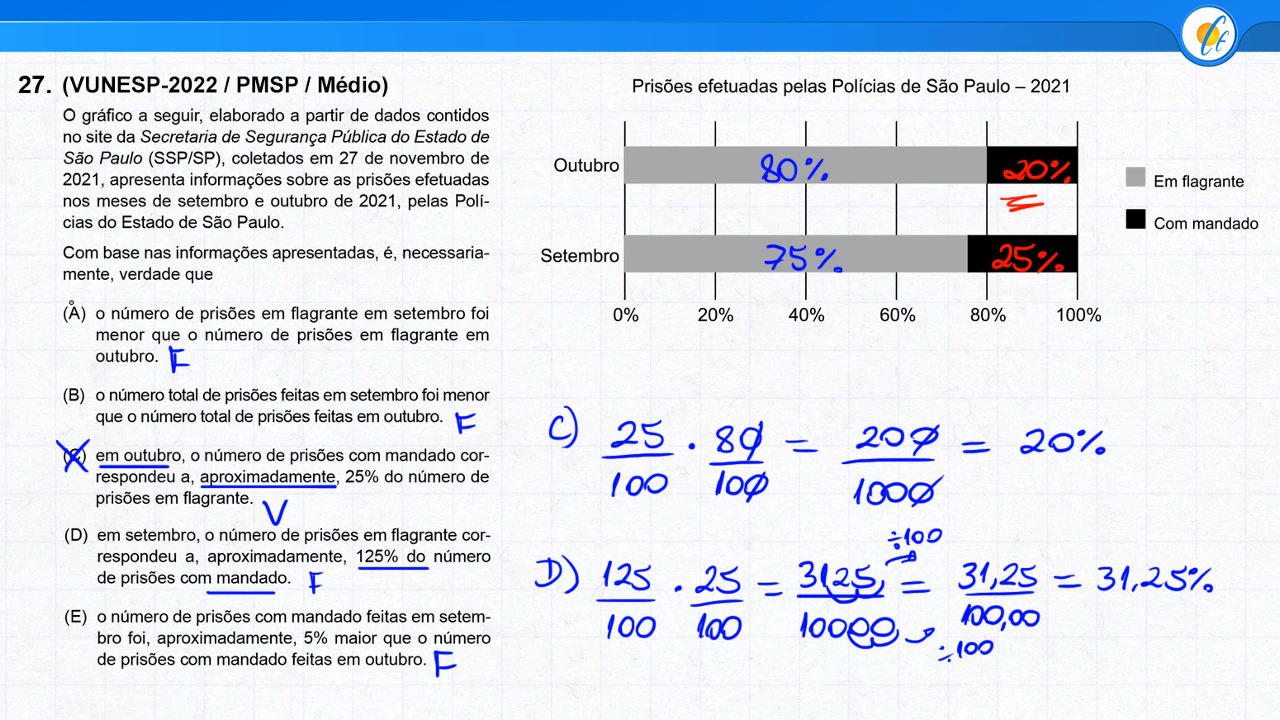 27. (VUNESP-2022 / PMSP / Médio)
O gráfico a seguir, elaborado a partir de dados contidos
no site da Secretaria de Segurança Pública do Estado de
São Paulo (SSP/SP), coletados em 27 de novembro de
2021, apresenta informações sobre as prisões efetuadas
nos meses de setembro e outubro de 2021, pelas Polí-
cias do Estado de São Paulo.
Com base nas informações apresentadas, é, necessaria-
mente, verdade que
(A) o número de prisões em flagrante em setembro foi
menor que o número de prisões em flagrante em
outubro. F
(B) o número total de prisões feitas em setembro foi menor
que o número total de prisões feitas em outubro. F
(C) em outubro, o número de prisões com mandado cor-
respondeu a, aproximadamente, 25% do número de
prisões em flagrante. V
(D) em setembro, o número de prisões em flagrante cor-
respondeu a, aproximadamente, 125% do número
de prisões com mandado. F
(E) o número de prisões com mandado feitas em setem-
bro foi, aproximadamente, 5% maior que o número
de prisões com mandado feitas em outubro. F
Prisões efetuadas pelas Polícias de São Paulo – 2021
Outubro 80% 20%
Setembro 75% 25%
0% 20% 40% 60% 80% 100%
Em flagrante
Com mandado
C) 25/100 . 80/100 = 200/1000 = 20%
÷100
D) 125/100 . 25/100 = 3125,/10000 = 31,25/100,00 = 31,25%
÷100
CF